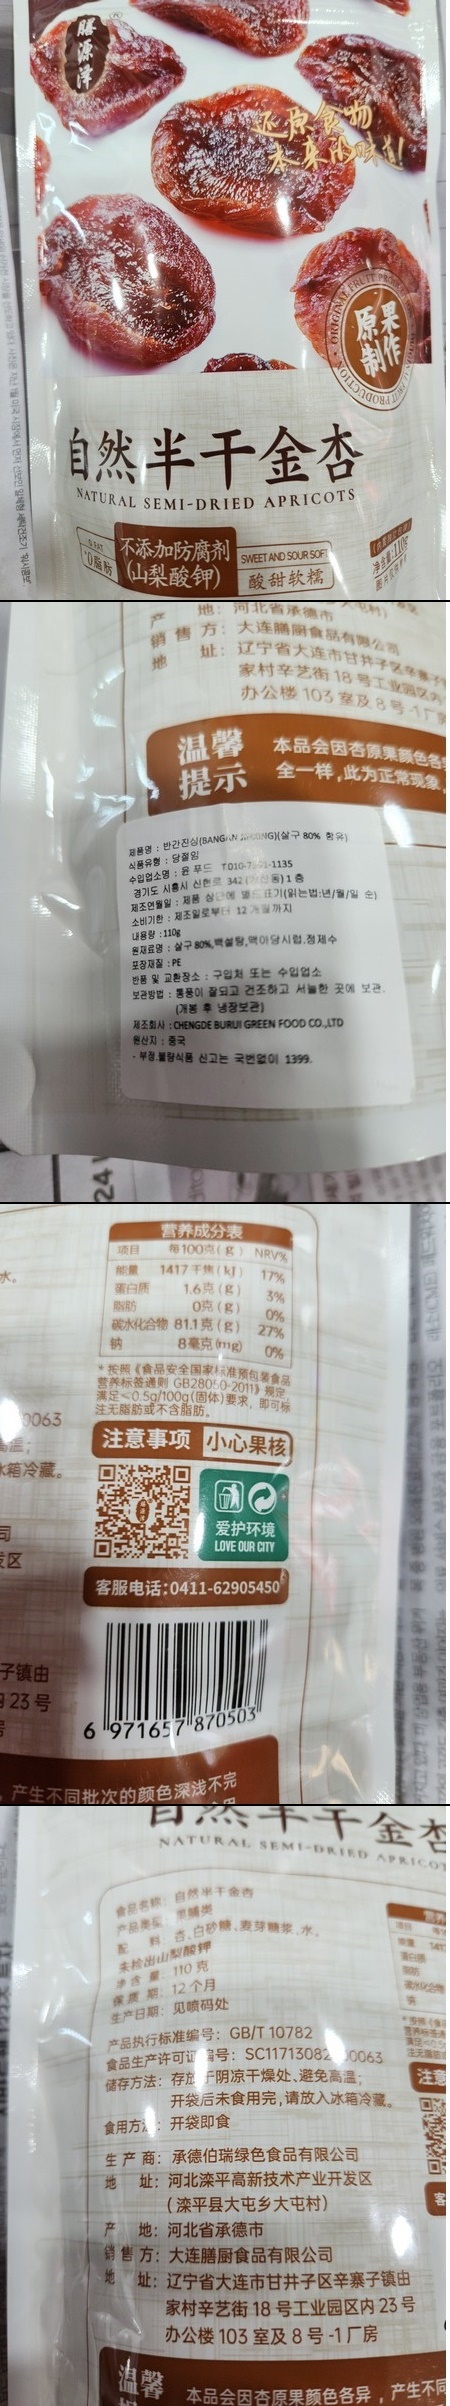 膳源洋
®
还原食物
本来的味道!
ORIGINAL FRUIT PRODUCTION
原果
制作
自然半干金杏
NATURAL SEMI-DRIED APRICOTS
0脂肪
不添加防腐剂
(山梨酸钾)
SWEET AND SOUR SOFT
酸甜软糯
净含量:110g
产 地: 河北省承德市
销 售 方: 大连膳厨食品有限公司
地 址: 辽宁省大连市甘井子区辛寨子
家村辛艺街 18 号工业园区内
办公楼 103 室及 8 号 -1 厂
温馨
提示
本品会因杏原果颜色各
全一样,此为正常现象,
제품명 : 반간진싱(BANGAN JINXING)(살구 80% 함유)
식품유형 : 당절임
수입업소명 : 윤 푸드
경기도 시흥시 신현로 342 1 층
제조연월일 : 제품 상단에 별도표기(읽는법:년/월/일 순)
소비기한 : 제조일로부터 12 개월까지
내용량 : 110g
원재료명 : 살구 80%,백설탕,맥아당시럽,정제수
포장재질 : PE
반품 및 교환장소 : 구입처 또는 수입업소
보관방법 : 통풍이 잘되고 건조하고 서늘한 곳에 보관.
(개봉 후 냉장보관)
제조회사 : CHENGDE BURUI GREEN FOOD CO.,LTD
원산지 : 중국
- 부정.불량식품 신고는 국번없이 1399.
营养成分表
项目 每100克(g) NRV%
能量 1417千焦(kJ) 17%
蛋白质 1.6克(g) 3%
脂肪 0克(g) 0%
碳水化合物 81.1克(g) 27%
钠 8毫克(mg) 0%
*按照《食品安全国家标准预包装食品
营养标签通则 GB28050-2011》规定,
满足≤0.5g/100g(固体)要求,即可标
注无脂肪或不含脂肪。
注意事项 小心果核
爱护环境
LOVE OUR CITY
客服电话:0411-62905450
6 971657 870503
水。
0063
冰箱冷藏。
子镇由
23 号
产生不同批次的颜色深浅不完
自然半干金杏
NATURAL SEMI-DRIED APRICOT
食品名称: 自然半干金杏
产品类型: 果脯类
配 料: 杏、白砂糖、麦芽糖浆、水。
未检出山梨酸钾
净 含 量: 110 克
保 质 期: 12 个月
生产日期: 见喷码处
产品执行标准编号: GB/T 10782
食品生产许可证编号: SC11713082 0063
储存方法: 存放于阴凉干燥处、避免高温;
开袋后未食用完,请放入冰箱冷藏。
食用方法: 开袋即食
生 产 商: 承德伯瑞绿色食品有限公司
地 址: 河北滦平高新技术产业开发区
(滦平县大屯乡大屯村)
产 地: 河北省承德市
销 售 方: 大连膳厨食品有限公司
地 址: 辽宁省大连市甘井子区辛寨子镇由
家村辛艺街 18 号工业园区内 23 号
办公楼 103 室及 8 号 -1 厂房
温馨
本品会因杏原果颜色各异,产生不同